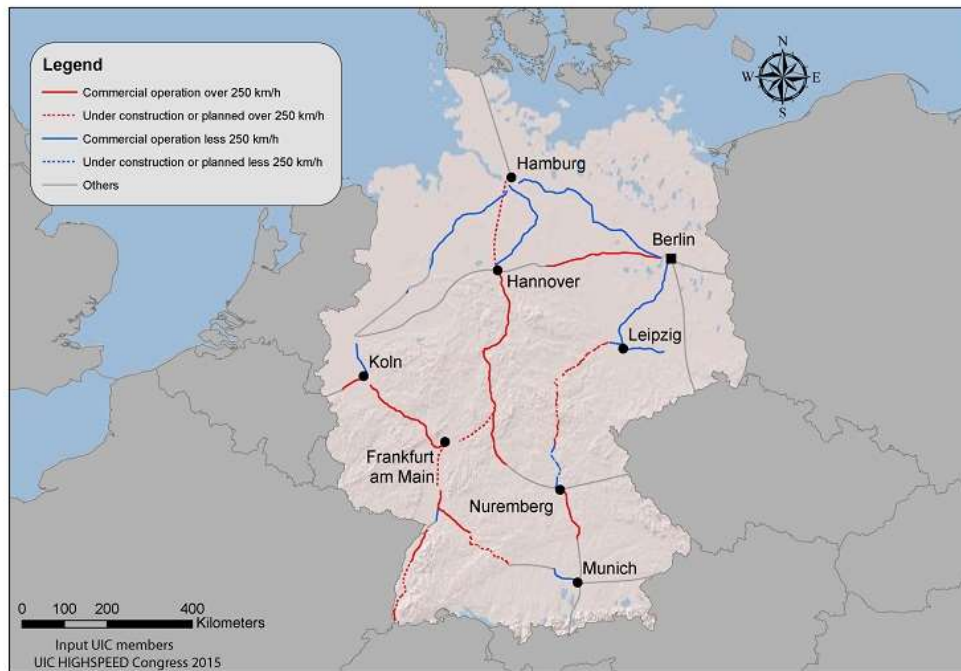 Legend
Commercial operation over 250 km/h
Under construction or planned over 250 km/h
Commercial operation less 250 km/h
Under construction or planned less 250 km/h
Others
N
W
E
S
Hamburg
Berlin
Hannover
Leipzig
Koln
Frankfurt
am Main
Nuremberg
Munich
0 100 200 400
Kilometers
Input UIC members
UIC HIGHSPEED Congress 2015